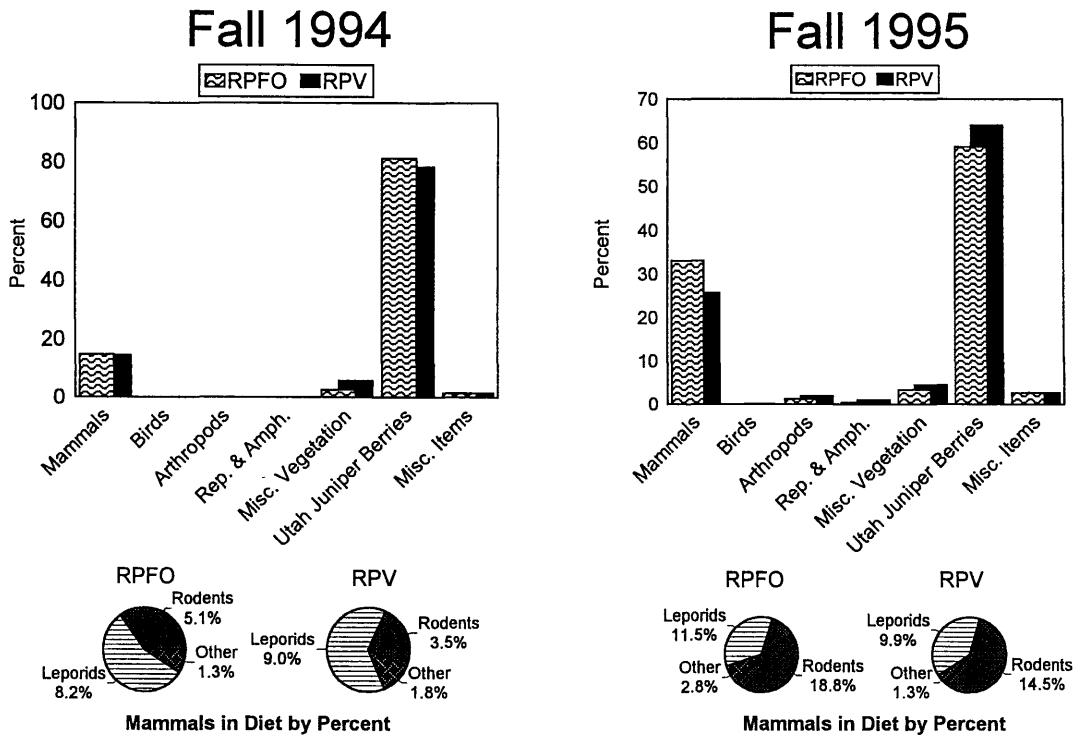 Fall 1994
RPFO RPV
100
80
60
40
20
0
Percent
Mammals
Birds
Arthropods
Rep. & Amph.
Misc. Vegetation
Utah Juniper Berries
Misc. Items
RPFO
Rodents
5.1%
Other
1.3%
Leporids
8.2%
RPV
Leporids
9.0%
Rodents
3.5%
Other
1.8%
Mammals in Diet by Percent
Fall 1995
RPFO RPV
70
60
50
40
30
20
10
0
Percent
Mammals
Birds
Arthropods
Rep. & Amph.
Misc. Vegetation
Utah Juniper Berries
Misc. Items
RPFO
Leporids
11.5%
Other
2.8%
Rodents
18.8%
RPV
Leporids
9.9%
Other
1.3%
Rodents
14.5%
Mammals in Diet by Percent